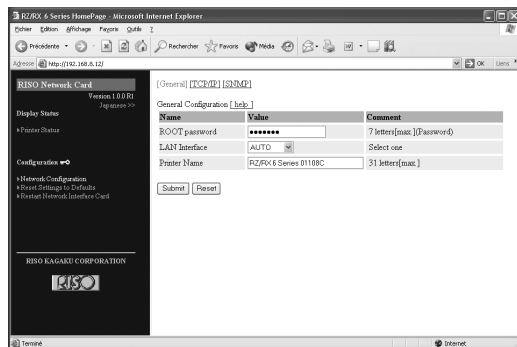 RZ/RX 6 Series HomePage - Microsoft Internet Explorer
Fichier Edition Affichage Favoris Outils ?
Précédente Rechercher Favoris Média
Adresse http://192.168.0.12/ OK Liens
RISO Network Card
Version 1.0.0 R1
Japanese >>
Display Status
Printer Status
Configuration
Network Configuration
Reset Settings to Defaults
Restart Network Interface Card
RISO KAGAKU CORPORATION
RISO
[General] [TCP/IP] [SNMP]
General Configuration [ help ]
Name Value Comment
ROOT password ●●●●●●● 7 letters[max.](Password)
LAN Interface AUTO Select one
Printer Name RZ/RX 6 Series 01108C 31 letters[max.]
Submit Reset
Terminé Internet